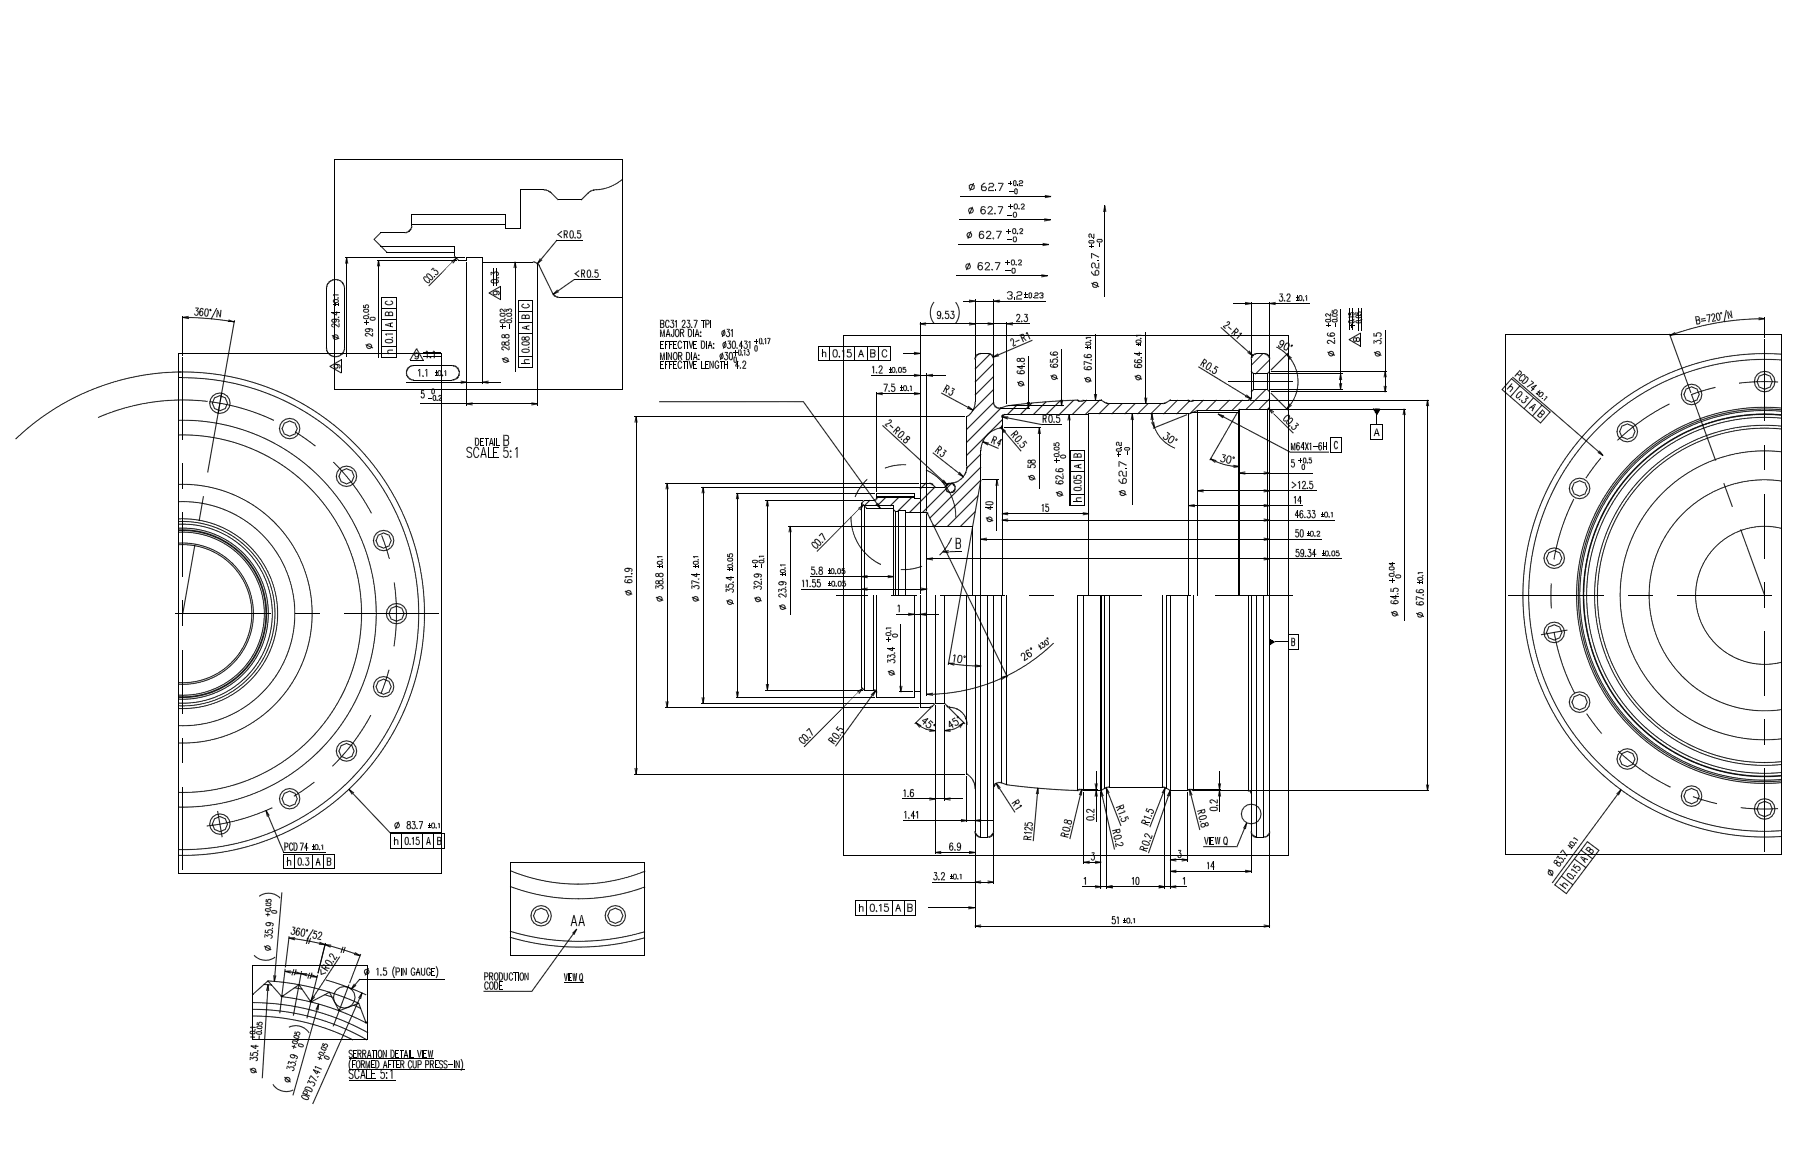 ϕ 62.7 +0.2 -0
ϕ 62.7 +0.2 -0
ϕ 62.7 +0.2 -0
ϕ 62.7 +0.2 -0
ϕ 62.7 +0.2 -0
<R0.5
<R0.5
C0.3
ϕ 29.4 ±0.1
ϕ 29 +0.05 0
h 0.1 A B C
ϕ 28.8 +0.02 -0.03
h 0.08 A B C
1.1 ±0.1
5 0 -0.2
DETAIL B
SCALE 5:1
360°/N
PCD 74 ±0.1
h 0.3 A B
ϕ 83.7 ±0.1
h 0.15 A B
BC31 23.7 TPI
MAJOR DIA: ϕ31
EFFECTIVE DIA: ϕ30.431 +0.17 0
MINOR DIA: ϕ30 +0.13 0
EFFECTIVE LENGTH 4.2
h 0.15 A B C
(9.53)
3.2 ±0.23
2.3
2-R1
1.2 ±0.05
7.5 ±0.1
R3
2-R0.8
R3
ϕ 64.8
ϕ 65.6
ϕ 67.6 ±0.1
ϕ 66.4 ±0.1
R0.5
R0.5
R4
ϕ 58
ϕ 62.6 +0.05 0
h 0.05 A B
ϕ 62.7 +0.2 -0
30°
30°
2-R1
R0.5
3.2 ±0.1
ϕ 2.6 +0.2 -0.05
ϕ 3.5
90°
C0.3
A
M64X1-6H C
5 +0.5 0
>12.5
14
46.33 ±0.1
50 ±0.2
59.34 ±0.05
15
ϕ 40
B
C0.7
5.8 ±0.05
11.55 ±0.05
ϕ 61.9
ϕ 38.8 ±0.1
ϕ 37.4 ±0.1
ϕ 35.4 ±0.05
ϕ 32.9
ϕ 23.9 ±0.1
1
ϕ 33.4 +0.1 0
10°
26° ±30'
B
ϕ 64.5 +0.04 0
ϕ 67.6 ±0.1
C0.7
R0.5
45°
45°
1.6
1.41
6.9
3.2 ±0.1
h 0.15 A B
R1
R125
R0.8
0.2
R1.5
R0.2
R1.5
R0.2
R0.8
0.2
VIEW Q
3
3
14
1
10
1
51 ±0.1
B=720°/N
PCD 74 ±0.1
h 0.3 A B
ϕ 83.7 ±0.1
h 0.15 A B
AA
PRODUCTION
CODE
VIEW Q
(ϕ 35.9 +0.05 0)
360°/52
<R0.2
ϕ 1.5 (PIN GAUGE)
ϕ 35.4 +0.1 -0.05
(ϕ 33.9 +0.05 0)
OPD 37.41 +0.05 0
SERRATION DETAIL VIEW
(FORMED AFTER CUP PRESS-IN)
SCALE 5:1